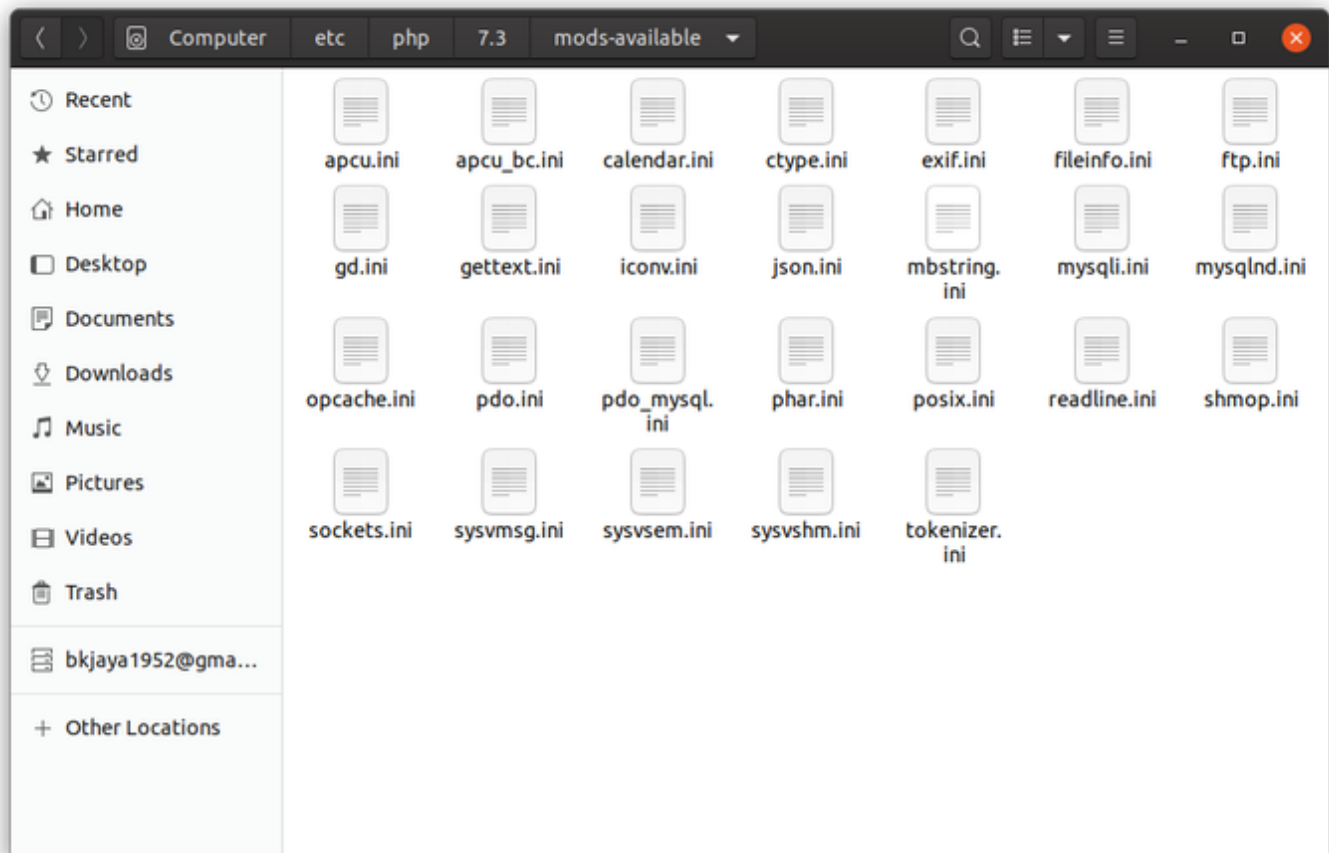 Computer etc php 7.3 mods-available
Recent
Starred
Home
Desktop
Documents
Downloads
Music
Pictures
Videos
Trash
bkjaya1952@gma...
Other Locations
apcu.ini apcu_bc.ini calendar.ini ctype.ini exif.ini fileinfo.ini ftp.ini
gd.ini gettext.ini iconv.ini json.ini mbstring. mysqli.ini mysqlnd.ini
ini
opcache.ini pdo.ini pdo_mysql. phar.ini posix.ini readline.ini shmop.ini
ini
sockets.ini sysvmsg.ini sysvsem.ini sysvshm.ini tokenizer.
ini